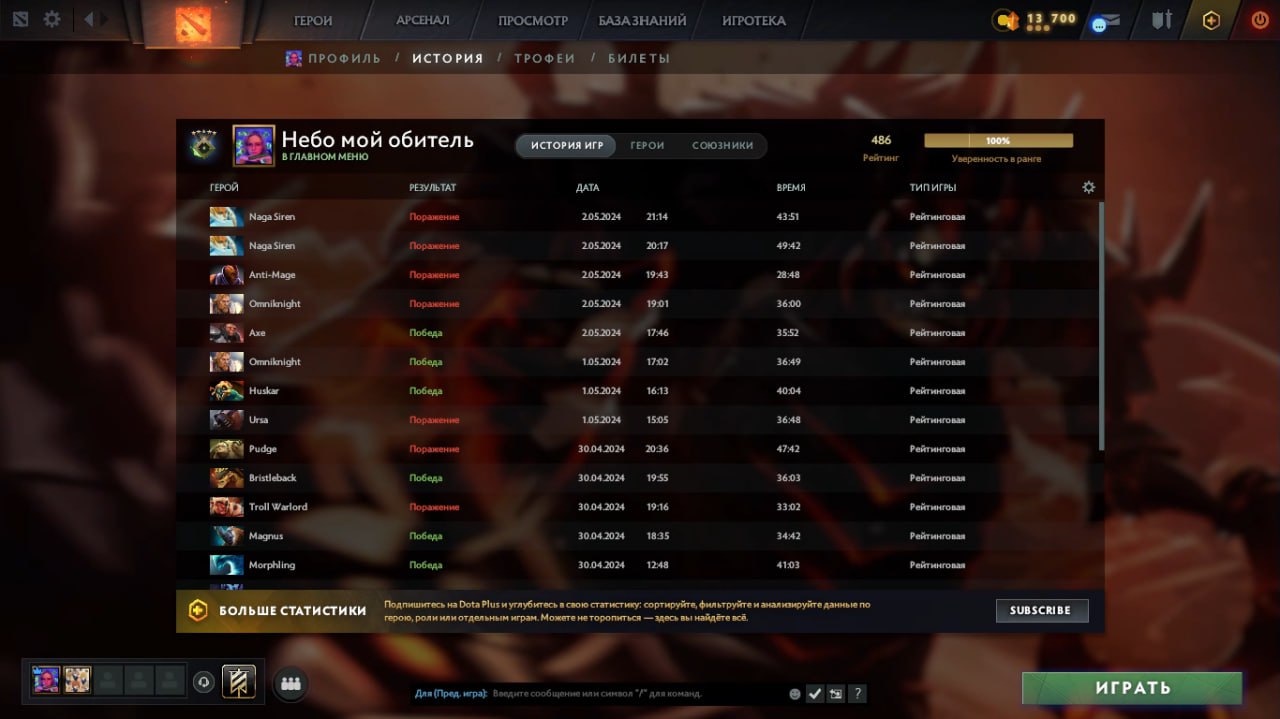 ГЕРОИ АРСЕНАЛ ПРОСМОТР БАЗА ЗНАНИЙ ИГРОТЕКА 13 700
ПРОФИЛЬ / ИСТОРИЯ / ТРОФЕИ / БИЛЕТЫ
Небо мой обитель
В ГЛАВНОМ МЕНЮ
ИСТОРИЯ ИГР ГЕРОИ СОЮЗНИКИ
486 100%
Рейтинг Уверенность в ранге
ГЕРОЙ РЕЗУЛЬТАТ ДАТА ВРЕМЯ ТИП ИГРЫ
Naga Siren Поражение 2.05.2024 21:14 43:51 Рейтинговая
Naga Siren Поражение 2.05.2024 20:17 49:42 Рейтинговая
Anti-Mage Поражение 2.05.2024 19:43 28:48 Рейтинговая
Omniknight Поражение 2.05.2024 19:01 36:00 Рейтинговая
Axe Победа 2.05.2024 17:46 35:52 Рейтинговая
Omniknight Победа 1.05.2024 17:02 36:49 Рейтинговая
Huskar Победа 1.05.2024 16:13 40:04 Рейтинговая
Ursa Поражение 1.05.2024 15:05 36:48 Рейтинговая
Pudge Поражение 30.04.2024 20:36 47:42 Рейтинговая
Bristleback Победа 30.04.2024 19:55 36:03 Рейтинговая
Troll Warlord Поражение 30.04.2024 19:16 33:02 Рейтинговая
Magnus Победа 30.04.2024 18:35 34:42 Рейтинговая
Morphling Победа 30.04.2024 12:48 41:03 Рейтинговая
БОЛЬШЕ СТАТИСТИКИ
Подпишитесь на Dota Plus и углубитесь в свою статистику: сортируйте, фильтруйте и анализируйте данные по
герою, роли или отдельным играм. Можете не торопиться — здесь вы найдёте всё.
SUBSCRIBE
Для (Пред. игра): Введите сообщение или символ "/" для команд.
?
ИГРАТЬ